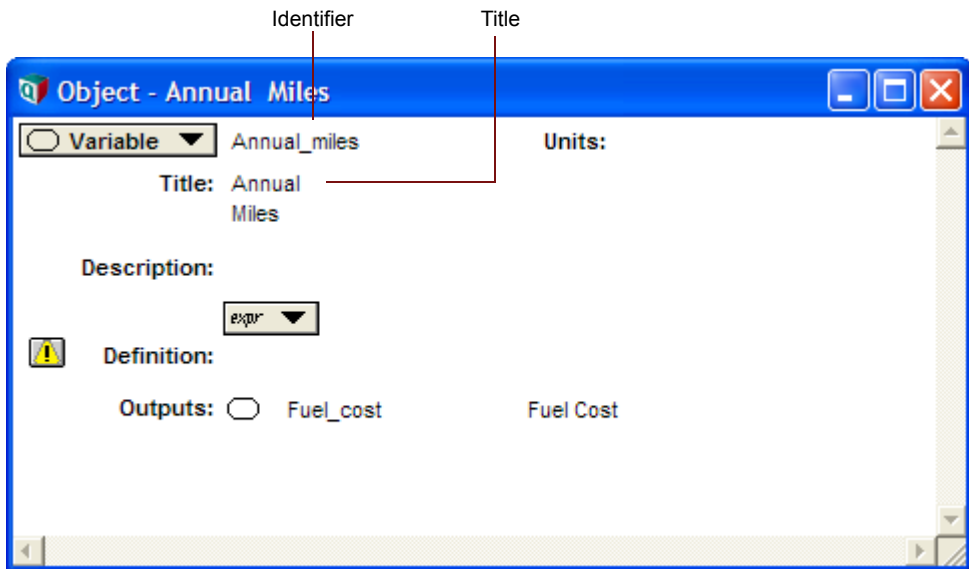 Identifier Title
Object - Annual Miles
Variable Annual_miles Units:
Title: Annual
Miles
Description:
expr
Definition:
Outputs: Fuel_cost Fuel Cost